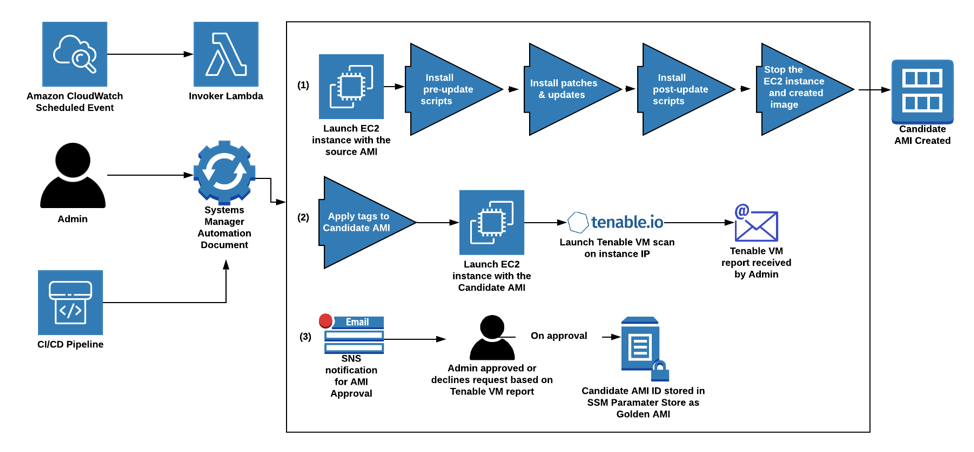 Amazon CloudWatch
Scheduled Event
Invoker Lambda
Admin
Systems
Manager
Automation
Document
CI/CD Pipeline
(1)
Launch EC2
instance with the
source AMI
Install
pre-update
scripts
Install patches
& updates
Install
post-update
scripts
Stop the
EC2 instance
and created
image
Candidate
AMI Created
(2)
Apply tags to
Candidate AMI
Launch EC2
instance with the
Candidate AMI
tenable.io
Launch Tenable VM scan
on instance IP
@
Tenable VM
report received
by Admin
(3)
Email
SNS
notification
for AMI
Approval
Admin approved or
declines request based on
Tenable VM report
On approval
Candidate AMI ID stored in
SSM Paramater Store as
Golden AMI